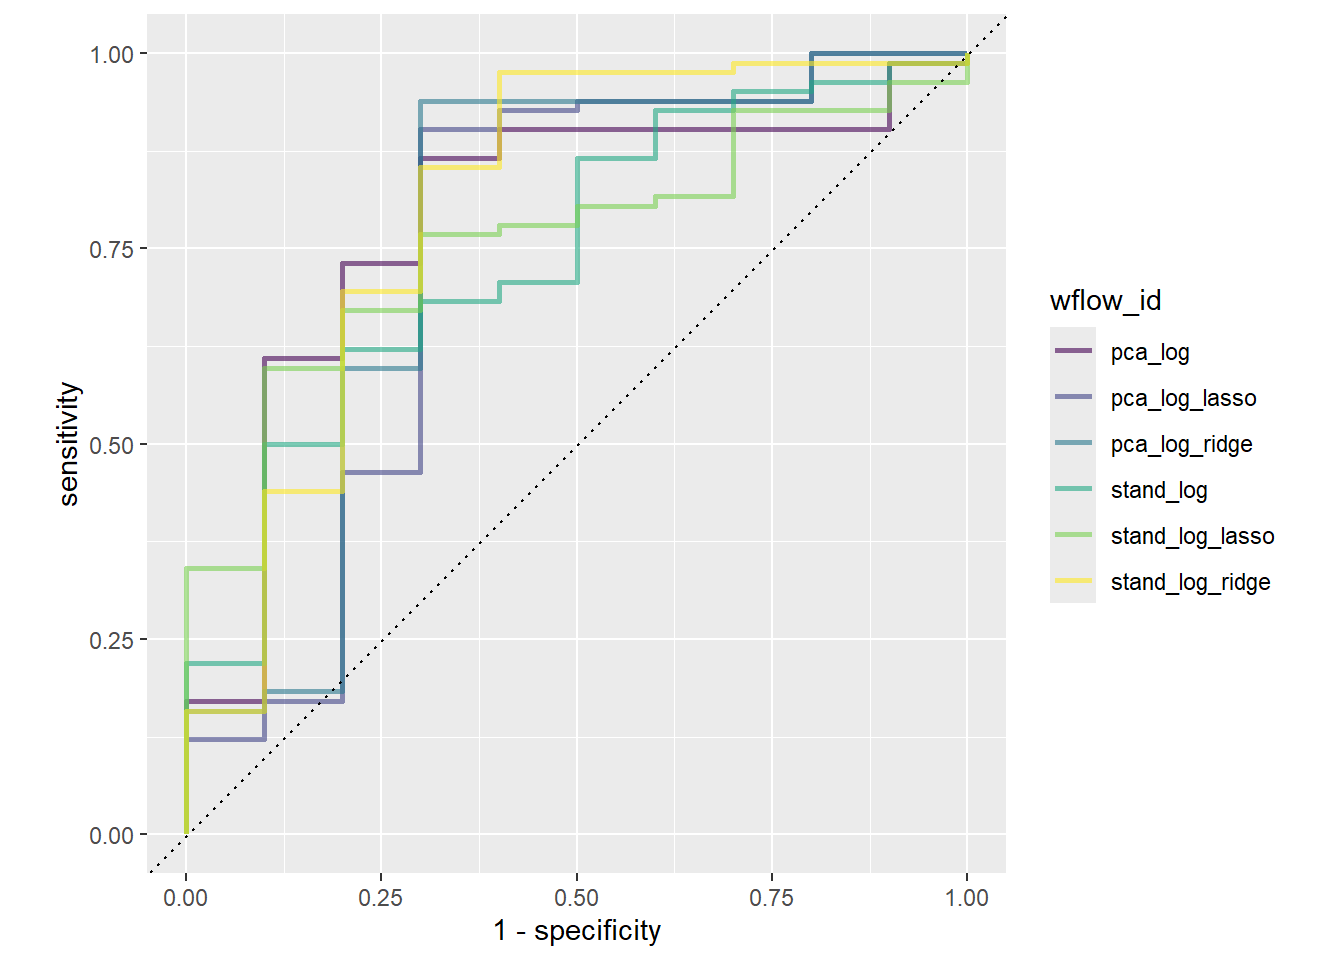 1.00
0.75
0.50
0.25
0.00
sensitivity
0.00 0.25 0.50 0.75 1.00
1 - specificity
wflow_id
pca_log
pca_log_lasso
pca_log_ridge
stand_log
stand_log_lasso
stand_log_ridge